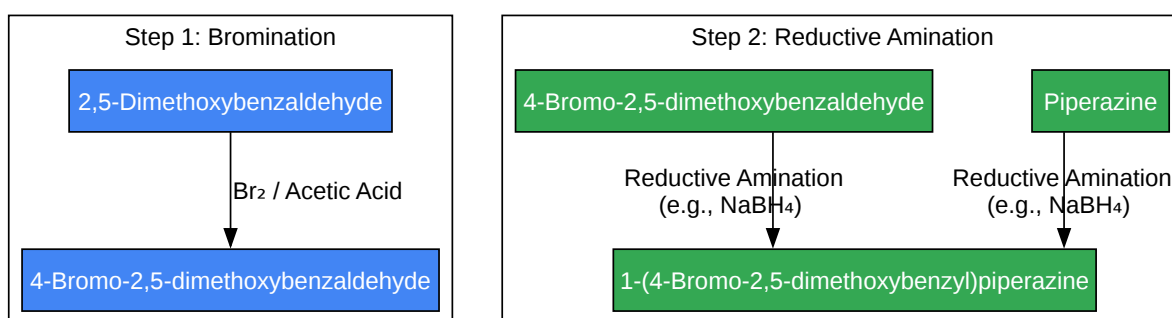 Step 1: Bromination
2,5-Dimethoxybenzaldehyde
Br₂ / Acetic Acid
4-Bromo-2,5-dimethoxybenzaldehyde
Step 2: Reductive Amination
4-Bromo-2,5-dimethoxybenzaldehyde
Piperazine
Reductive Amination
(e.g., NaBH₄)
Reductive Amination
(e.g., NaBH₄)
1-(4-Bromo-2,5-dimethoxybenzyl)piperazine